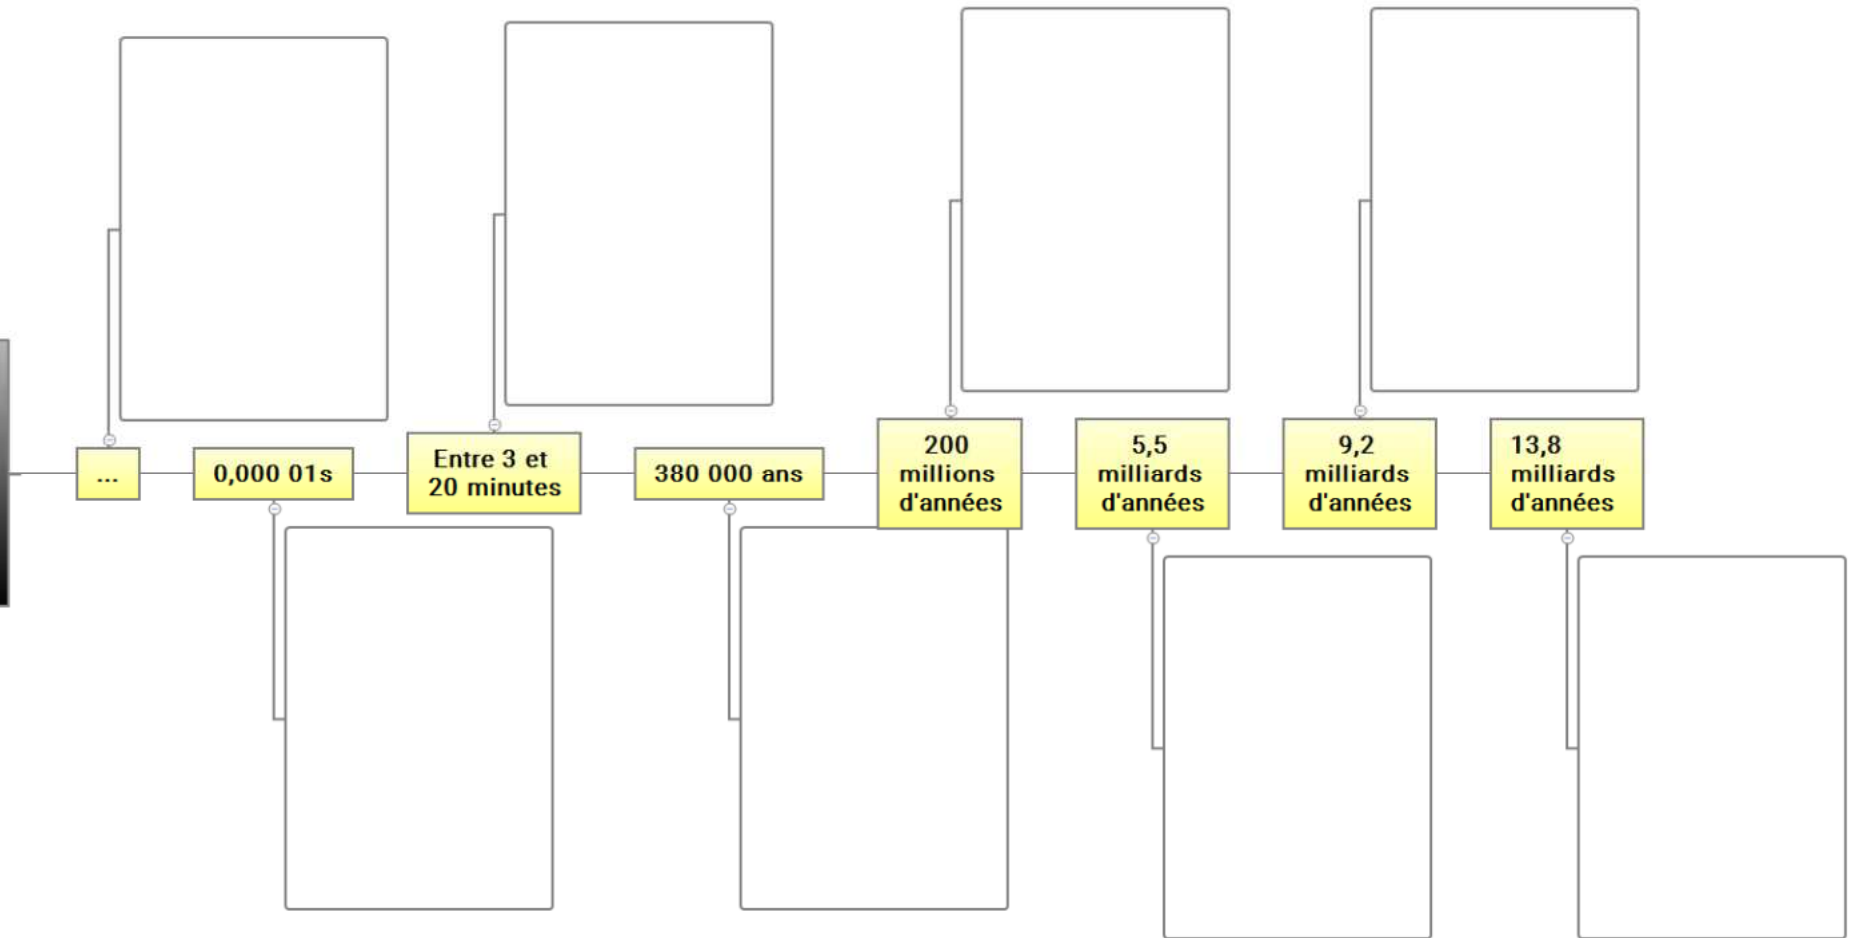 ...
0,000 01s
Entre 3 et
20 minutes
380 000 ans
200
millions
d'années
5,5
milliards
d'années
9,2
milliards
d'années
13,8
milliards
d'années